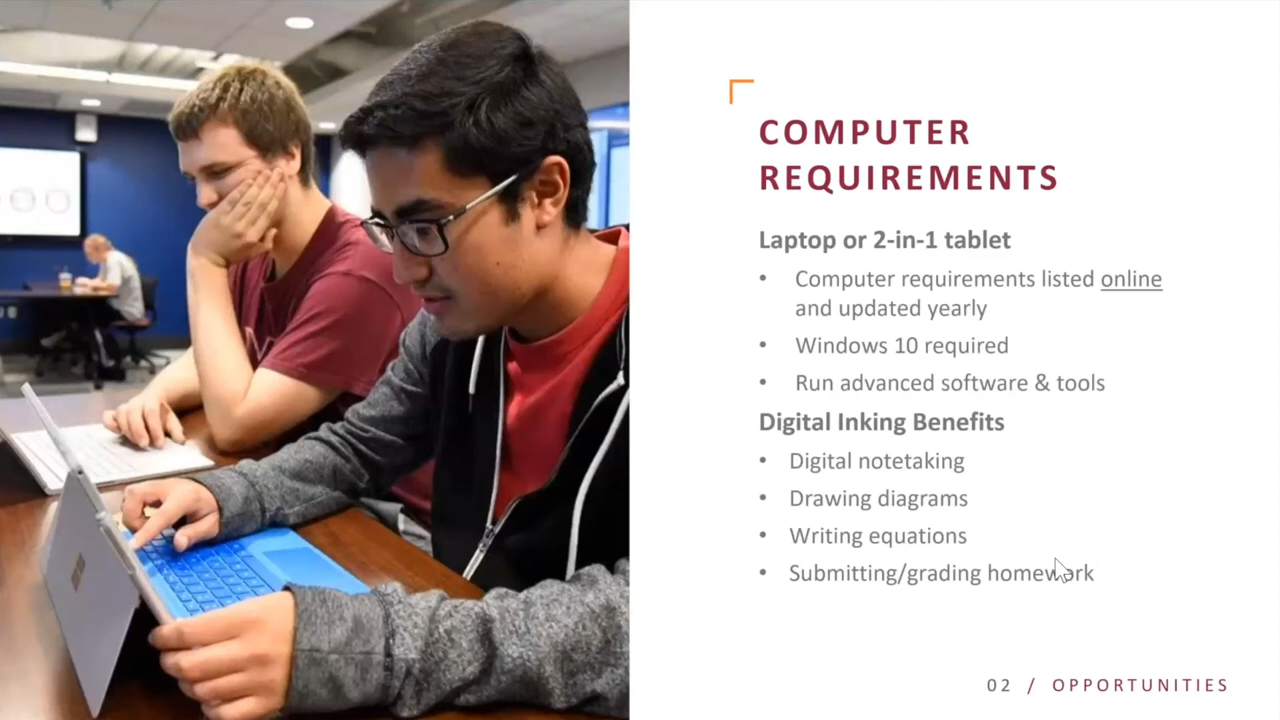 COMPUTER
REQUIREMENTS
Laptop or 2-in-1 tablet
• Computer requirements listed online
and updated yearly
• Windows 10 required
• Run advanced software & tools
Digital Inking Benefits
• Digital notetaking
• Drawing diagrams
• Writing equations
• Submitting/grading homework
02 / OPPORTUNITIES